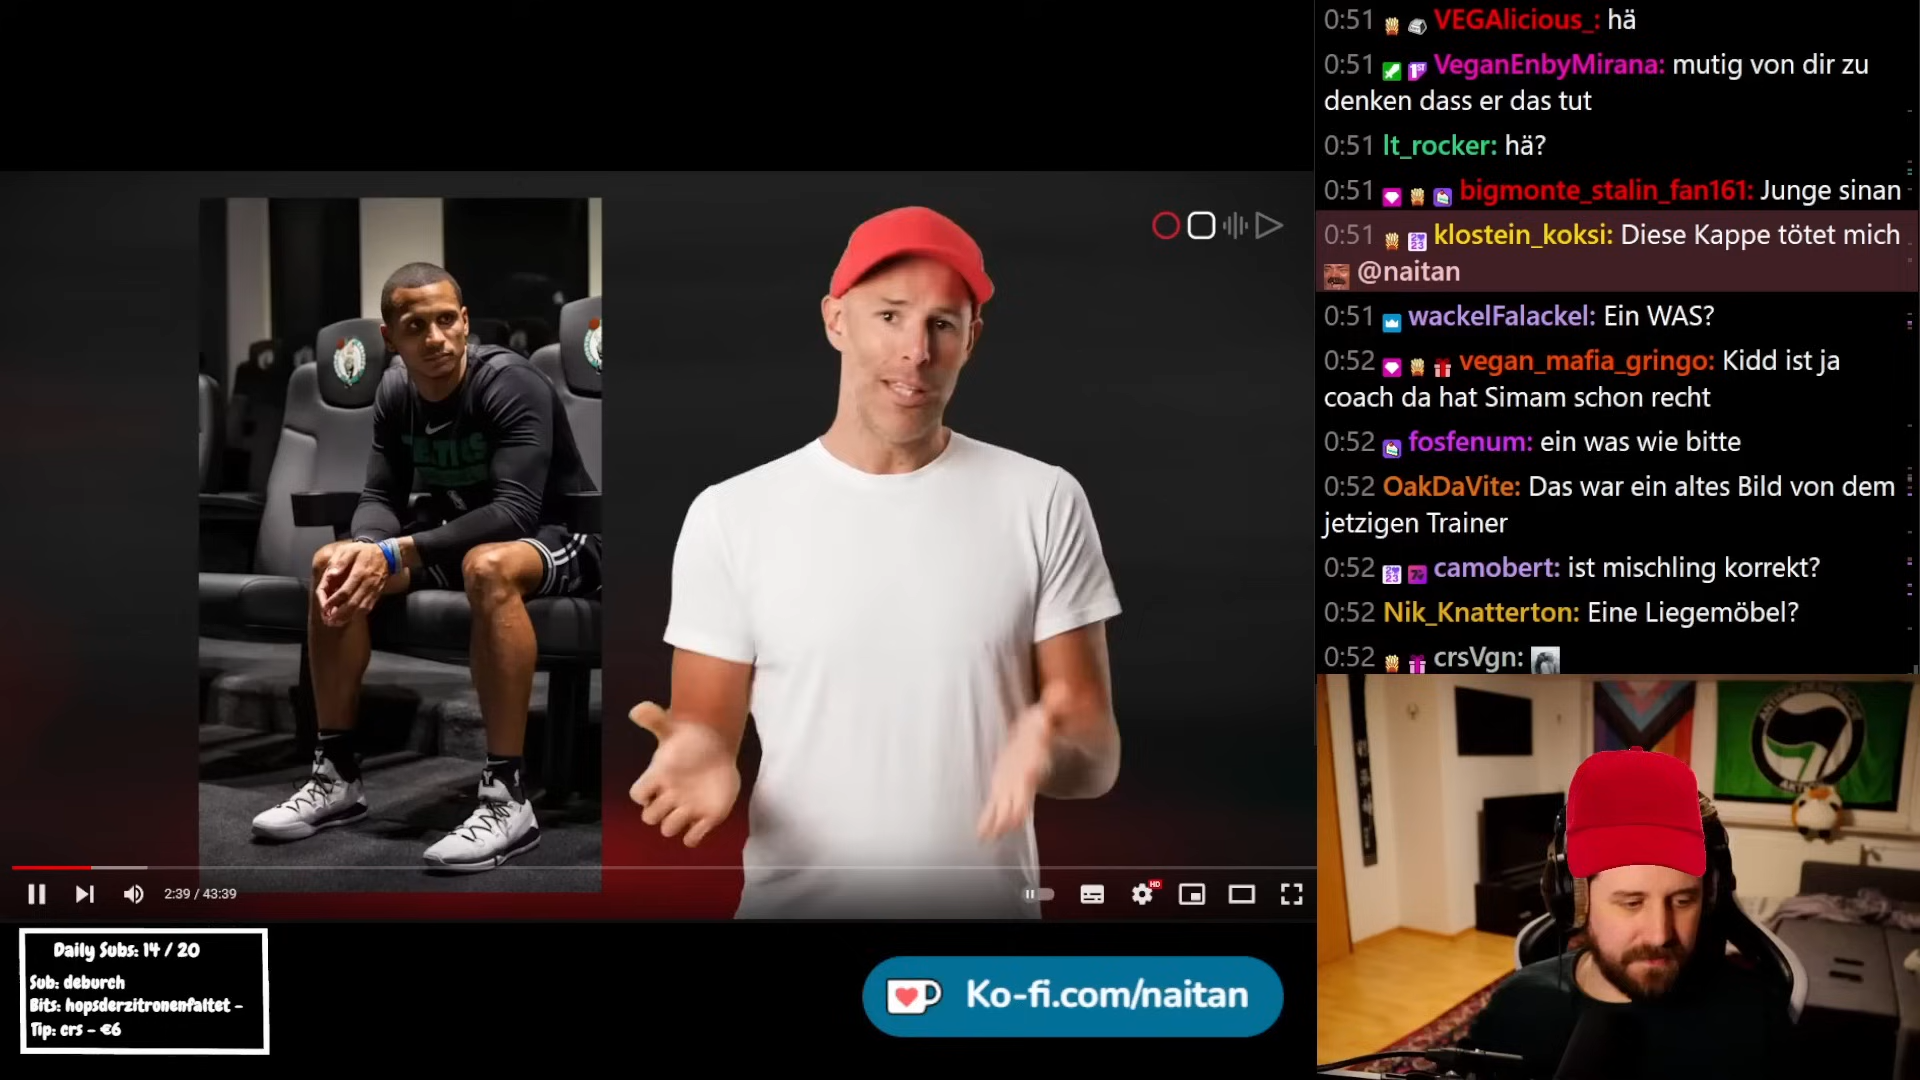 0:51 VEGAlicious_: hä
0:51 VeganEnbyMirana: mutig von dir zu
denken dass er das tut
0:51 lt_rocker: hä?
0:51 bigmonte_stalin_fan161: Junge sinan
0:51 klostein_koksi: Diese Kappe tötet mich
@naitan
0:51 wackelFalackel: Ein WAS?
0:52 vegan_mafia_gringo: Kidd ist ja
coach da hat Simam schon recht
0:52 fosfenum: ein was wie bitte
0:52 OakDaVite: Das war ein altes Bild von dem
jetzigen Trainer
0:52 camobert: ist mischling korrekt?
0:52 Nik_Knatterton: Eine Liegemöbel?
0:52 crsVgn:
2:39 / 43:39
HD
Daily Subs: 14 / 20
Sub: deburch
Bits: hopsderzitronenfaltet -
Tip: crs - €6
Ko-fi.com/naitan